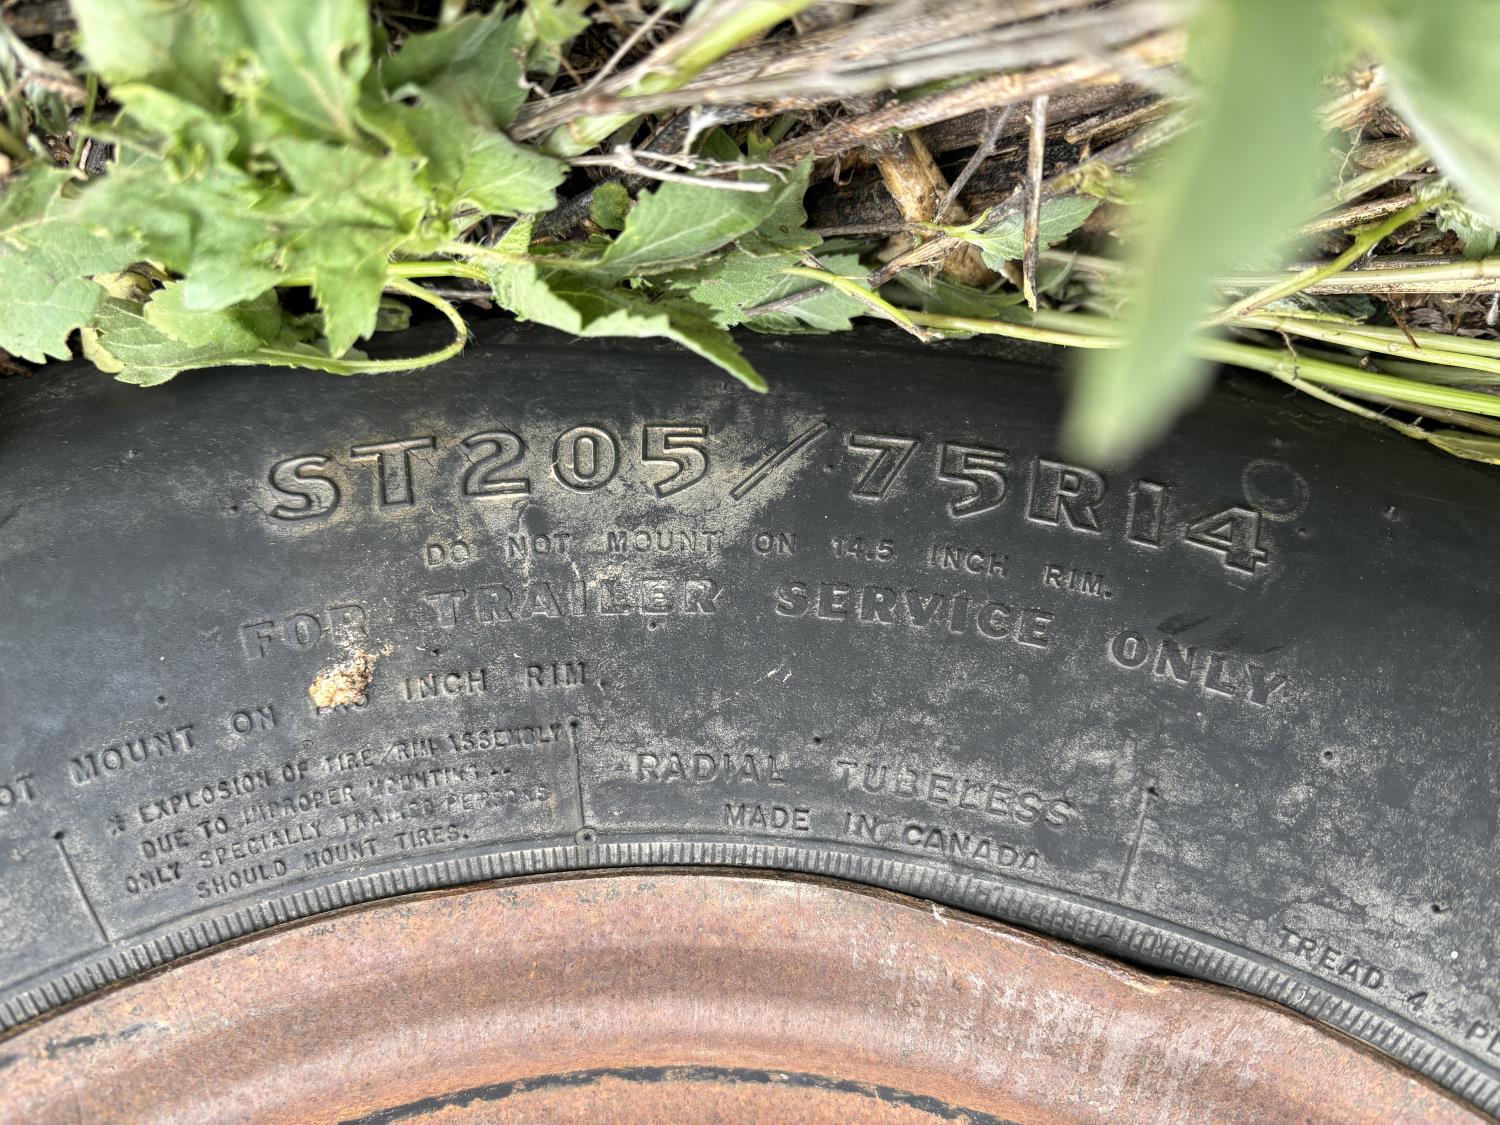 ST205/75R14
DO NOT MOUNT ON 14.5 INCH RIM.
FOR TRAILER SERVICE ONLY
MOUNT ON INCH RIM.
EXPLOSION OF TIRE/RIM ASSEMBLY
DUE TO IMPROPER MOUNTING..
ONLY SPECIALLY TRAINED PERSONS
SHOULD MOUNT TIRES.
RADIAL TUBELESS
MADE IN CANADA
TREAD 4